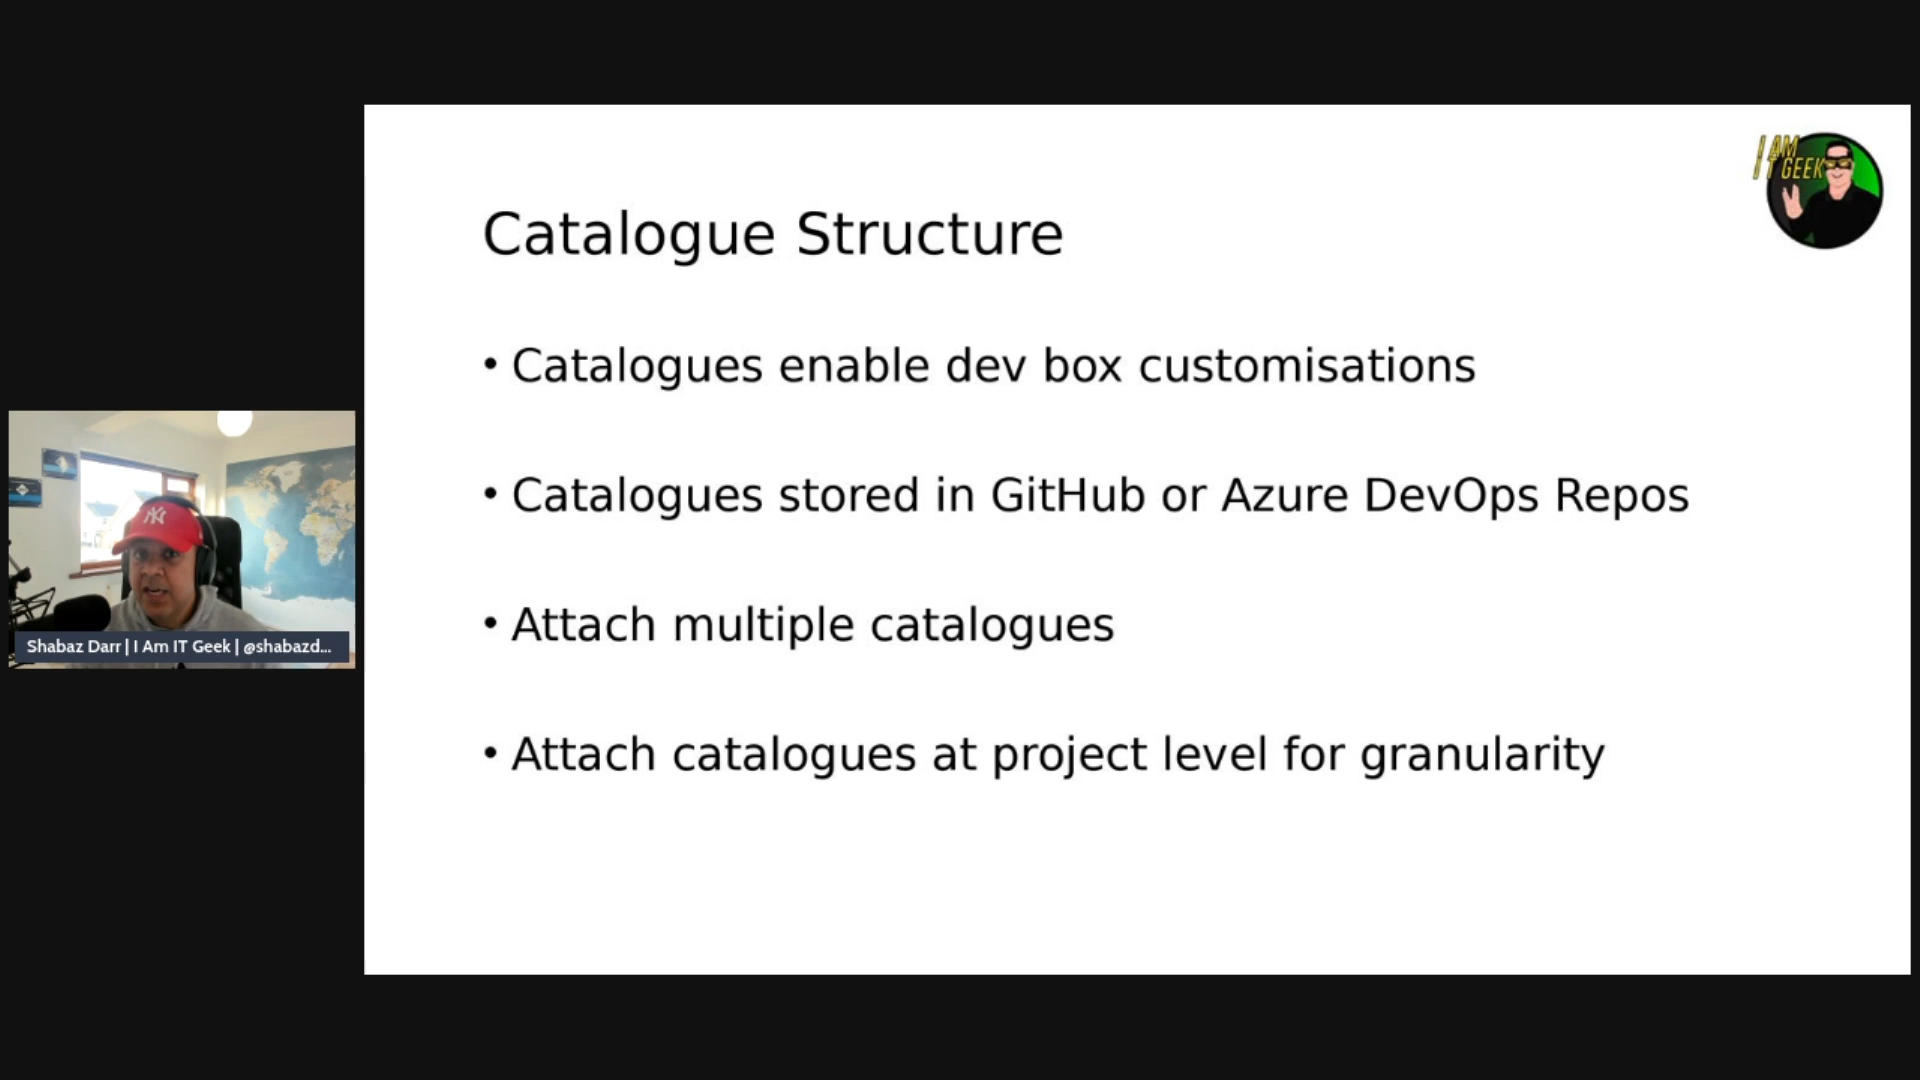 I AM
IT GEEK
Catalogue Structure
• Catalogues enable dev box customisations
• Catalogues stored in GitHub or Azure DevOps Repos
• Attach multiple catalogues
• Attach catalogues at project level for granularity
Shabaz Darr | I Am IT Geek | @shabazd...